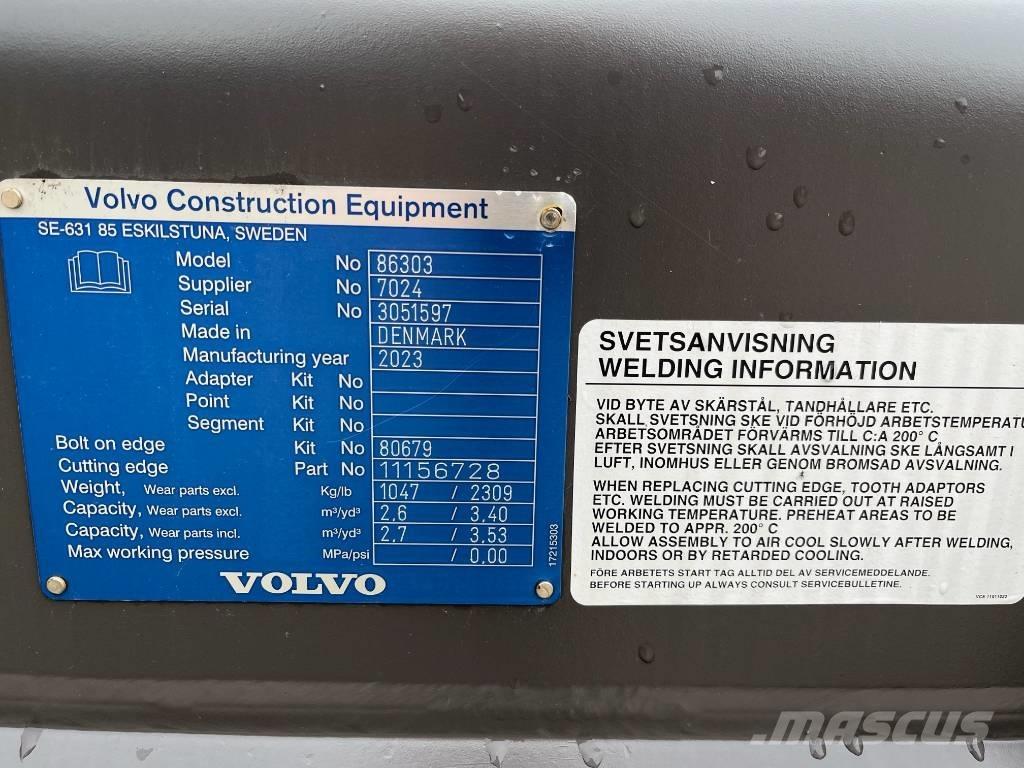 Volvo Construction Equipment
SE-631 85 ESKILSTUNA, SWEDEN
Model No 86303
Supplier No 7024
Serial No 3051597
Made in DENMARK
Manufacturing year 2023
Adapter Kit No
Point Kit No
Segment Kit No
Bolt on edge Kit No 80679
Cutting edge Part No 11156728
Weight, Wear parts excl. Kg/lb 1047 / 2309
Capacity, Wear parts excl. m³/yd³ 2.6 / 3.40
Capacity, Wear parts incl. m³/yd³ 2.7 / 3.53
Max working pressure MPa/psi / 0.00
VOLVO
17215303
SVETSANVISNING
WELDING INFORMATION
VID BYTE AV SKÄRSTÅL, TANDHÅLLARE ETC.
SKALL SVETSNING SKE VID FÖRHÖJD ARBETSTEMPERATU
ARBETSOMRÅDET FÖRVÄRMS TILL C:A 200° C.
EFTER SVETSNING SKALL AVSVALNING SKE LÅNGSAMT I
LUFT, INOMHUS ELLER GENOM BROMSAD AVSVALNING.
WHEN REPLACING CUTTING EDGE, TOOTH ADAPTORS
ETC. WELDING MUST BE CARRIED OUT AT RAISED
WORKING TEMPERATURE. PREHEAT AREAS TO BE
WELDED TO APPR. 200° C
ALLOW ASSEMBLY TO AIR COOL SLOWLY AFTER WELDING,
INDOORS OR BY RETARDED COOLING.
FÖRE ARBETETS START TAG ALLTID DEL AV SERVICEMEDDELANDE.
BEFORE STARTING UP ALWAYS CONSULT SERVICEBULLETINE.
MASCUS